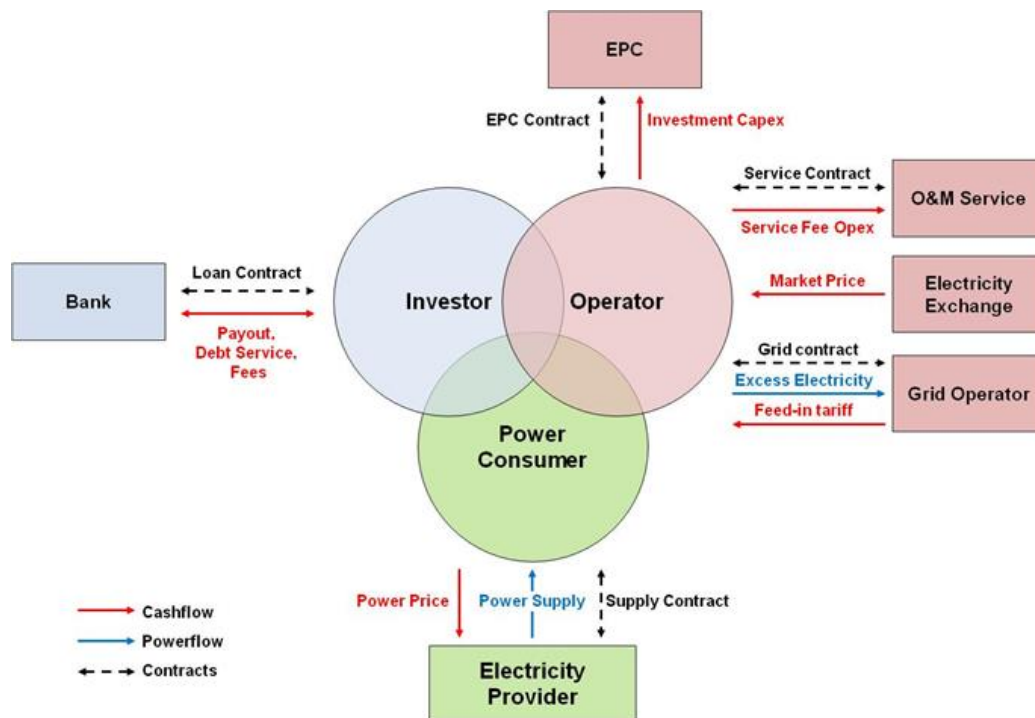 EPC
EPC Contract
Investment Capex
Service Contract
O&M Service
Service Fee Opex
Loan Contract
Bank
Payout,
Debt Service,
Fees
Investor
Operator
Market Price
Electricity
Exchange
Grid contract
Excess Electricity
Grid Operator
Feed-in tariff
Power
Consumer
Power Price
Power Supply
Supply Contract
Cashflow
Powerflow
Contracts
Electricity
Provider